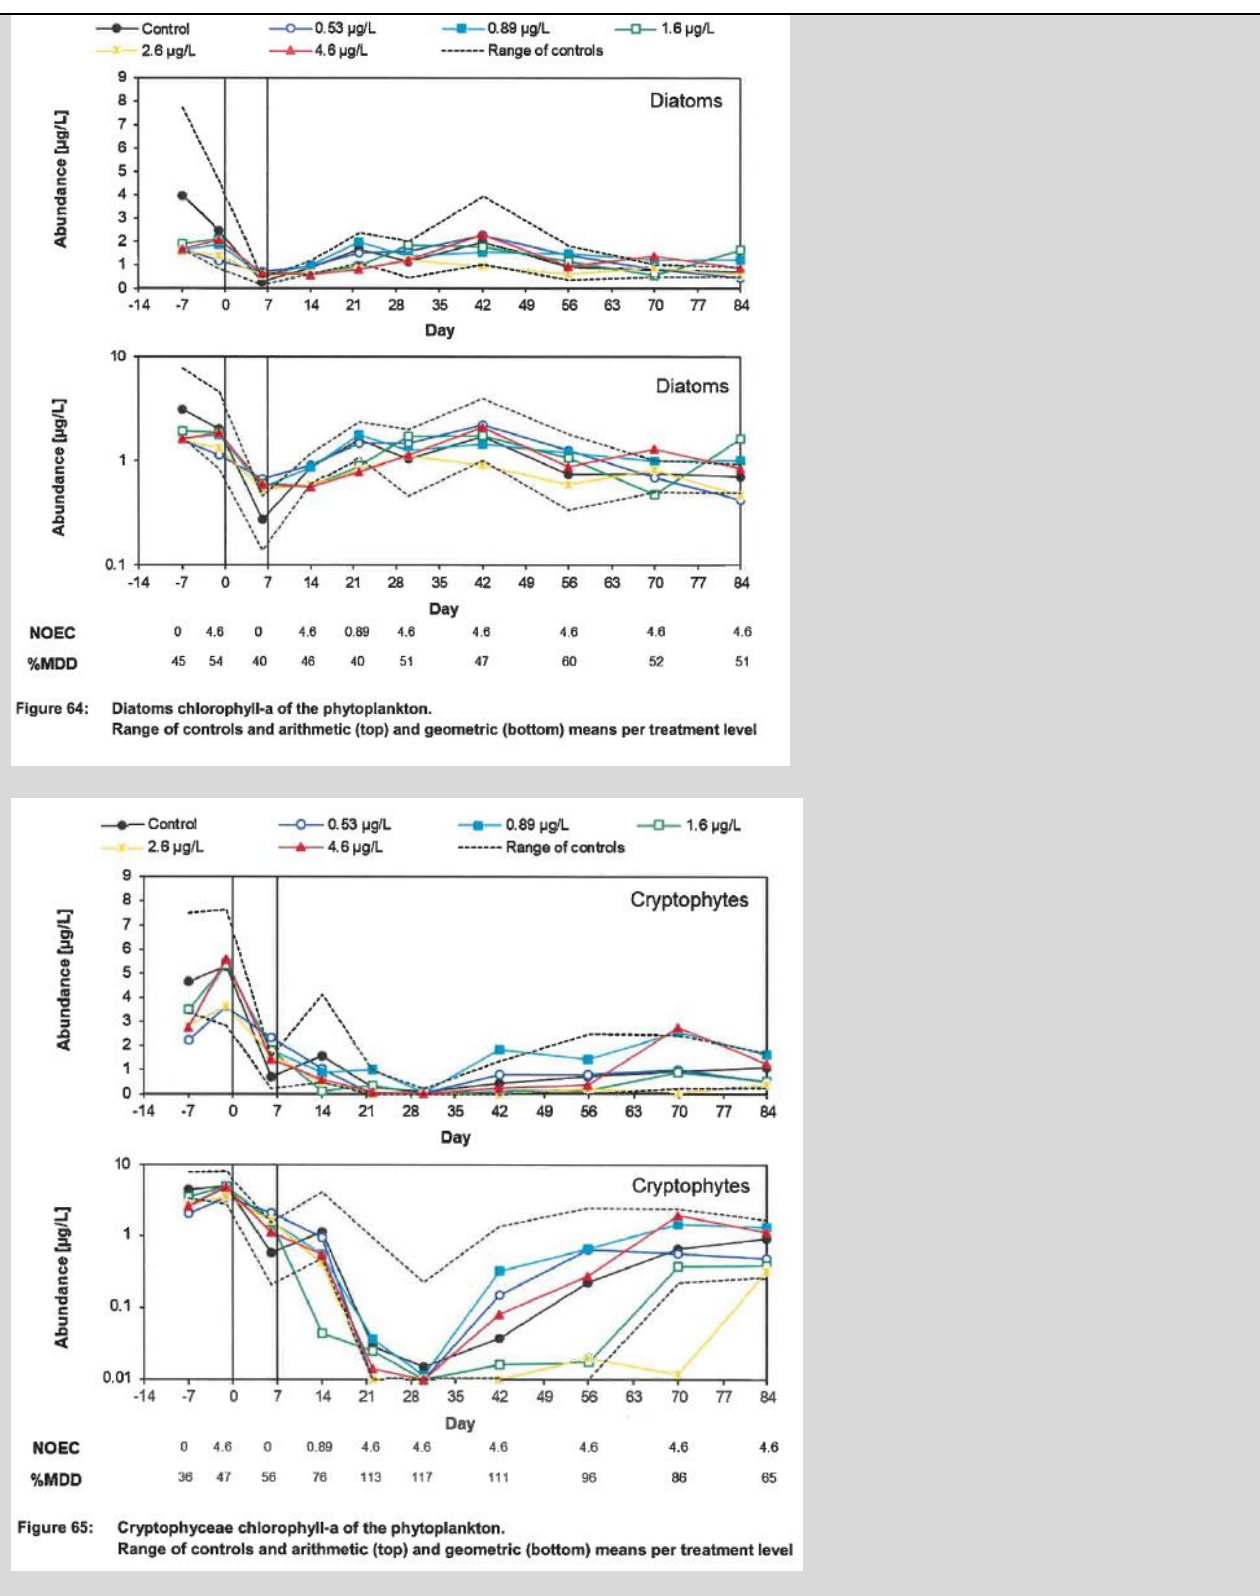 Control 0.53 µg/L 0.89 µg/L 1.6 µg/L
2.6 µg/L 4.6 µg/L Range of controls
Diatoms
Abundance [µg/L]
9
8
7
6
5
4
3
2
1
0
-14 -7 0 7 14 21 28 35 42 49 56 63 70 77 84
Day
Diatoms
Abundance [µg/L]
10
1
0.1
-14 -7 0 7 14 21 28 35 42 49 56 63 70 77 84
Day
NOEC 0 4.6 0 4.6 0.89 4.6 4.6 4.6 4.6 4.6
%MDD 45 54 40 46 40 51 47 60 52 51
Figure 64: Diatoms chlorophyll-a of the phytoplankton.
Range of controls and arithmetic (top) and geometric (bottom) means per treatment level
Control 0.53 µg/L 0.89 µg/L 1.6 µg/L
2.6 µg/L 4.6 µg/L Range of controls
Cryptophytes
Abundance [µg/L]
9
8
7
6
5
4
3
2
1
0
-14 -7 0 7 14 21 28 35 42 49 56 63 70 77 84
Day
Cryptophytes
Abundance [µg/L]
10
1
0.1
0.01
-14 -7 0 7 14 21 28 35 42 49 56 63 70 77 84
Day
NOEC 0 4.6 0 0.89 4.6 4.6 4.6 4.6 4.6 4.6
%MDD 36 47 56 76 113 117 111 96 86 65
Figure 65: Cryptophyceae chlorophyll-a of the phytoplankton.
Range of controls and arithmetic (top) and geometric (bottom) means per treatment level